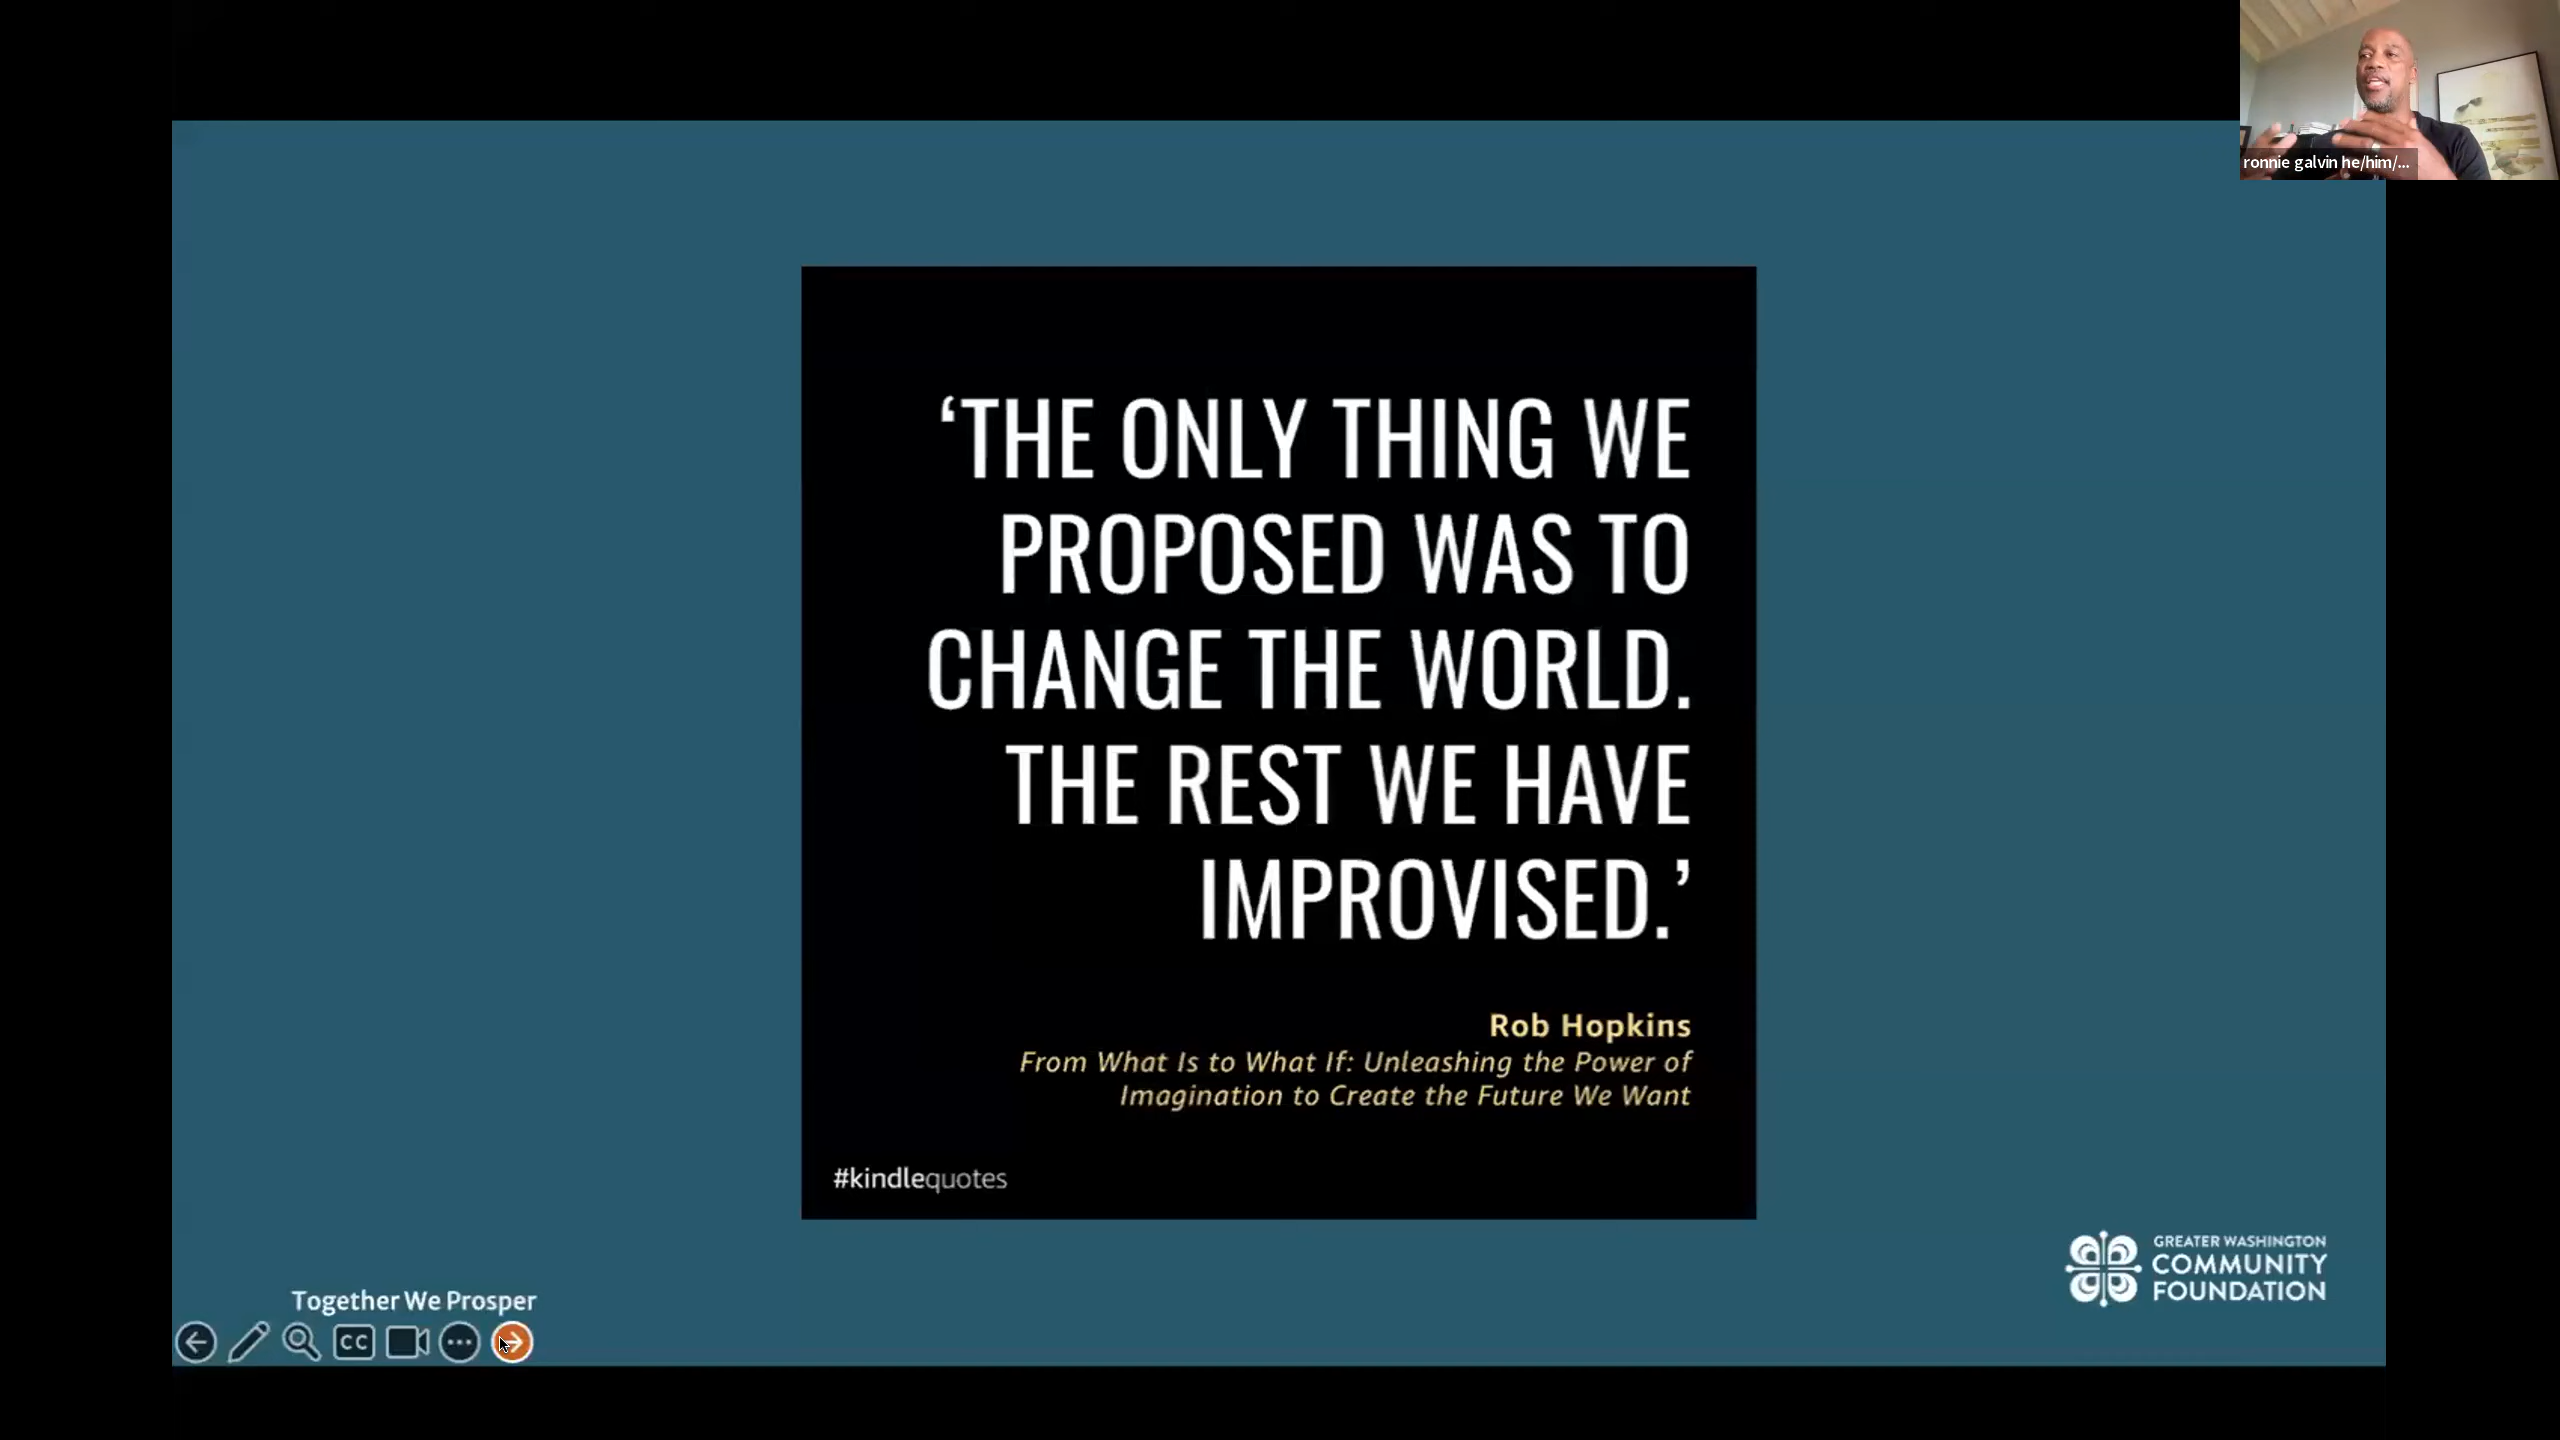 ronnie galvin he/him/...
‘THE ONLY THING WE
PROPOSED WAS TO
CHANGE THE WORLD.
THE REST WE HAVE
IMPROVISED.’
Rob Hopkins
From What Is to What If: Unleashing the Power of
Imagination to Create the Future We Want
#kindlequotes
Together We Prosper
CC
GREATER WASHINGTON
COMMUNITY
FOUNDATION